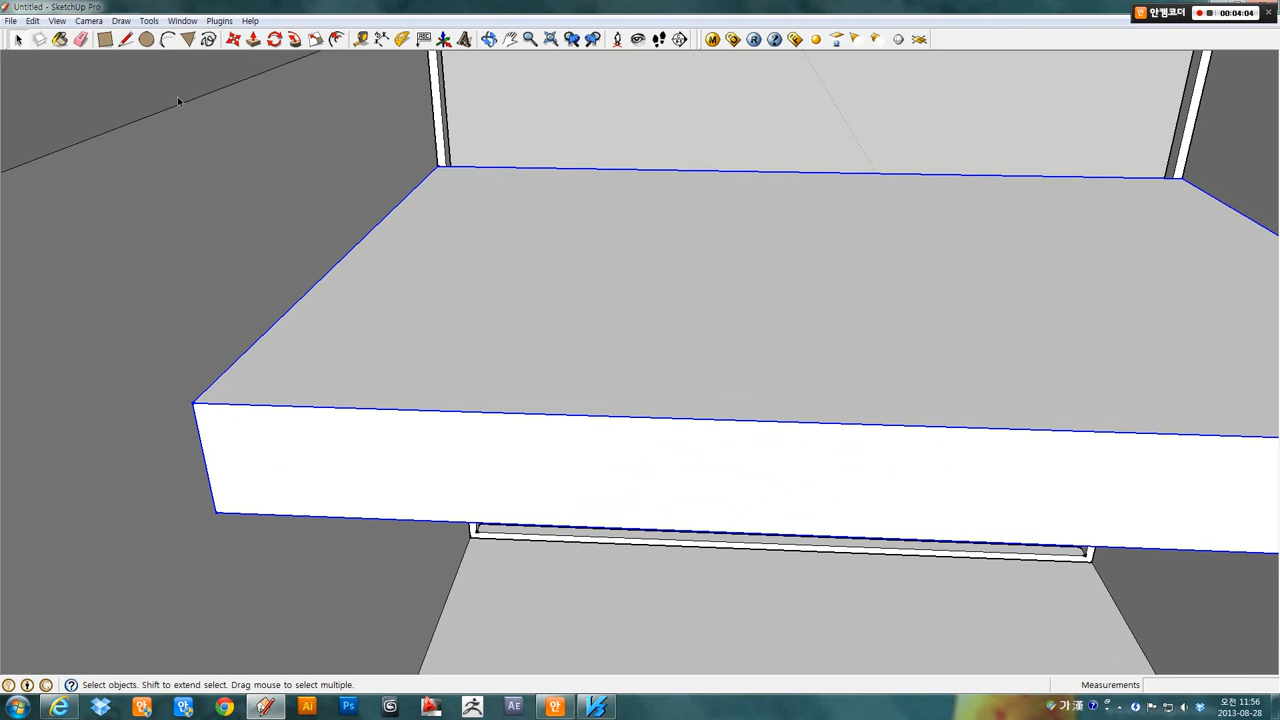 Untitled - SketchUp Pro
안캠코더
00:04:04
File Edit View Camera Draw Tools Window Plugins Help
Select objects. Shift to extend select. Drag mouse to select multiple.
Measurements
가 漢
오전 11:56
2013-08-28